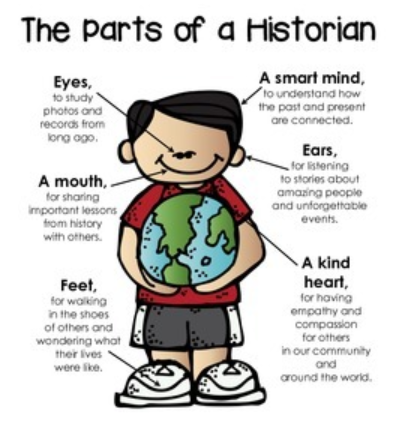 The Parts of a Historian
Eyes,
to study
photos and
records from
long ago.
A smart mind,
to understand how
the past and present
are connected.
Ears,
for listening
to stories about
amazing people
and unforgettable
events.
A mouth,
for sharing
important lessons
from history
with others.
A kind
heart,
for having
empathy and
compassion
for others
in our community
and
around the world.
Feet,
for walking
in the shoes
of others and
wondering what
their lives
were like.